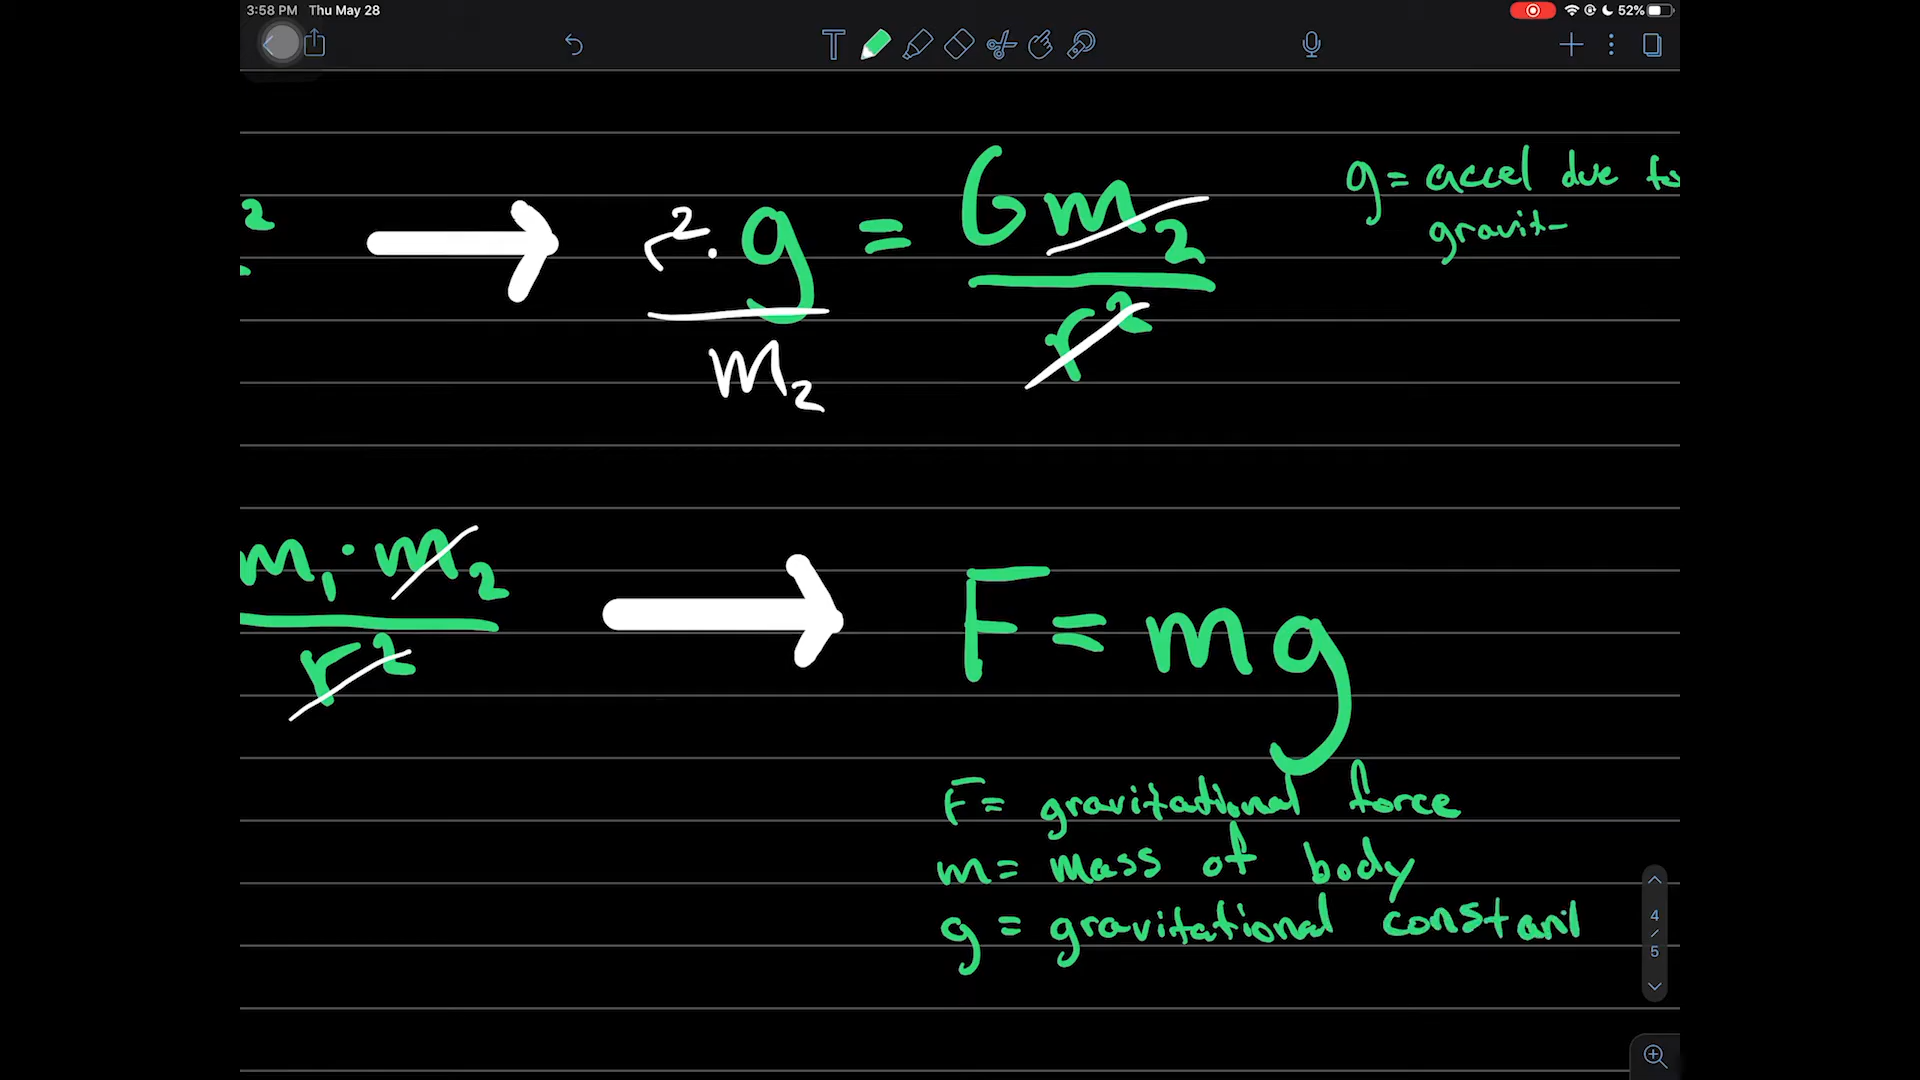 3:58 PM Thu May 28
52%
g = accel due to
gravit
r². g = Gm₂
r²
m₂
2
m₁ · m₂
r²
F = mg
F = gravitational force
m = mass of body
g = gravitational constant
4
/
5